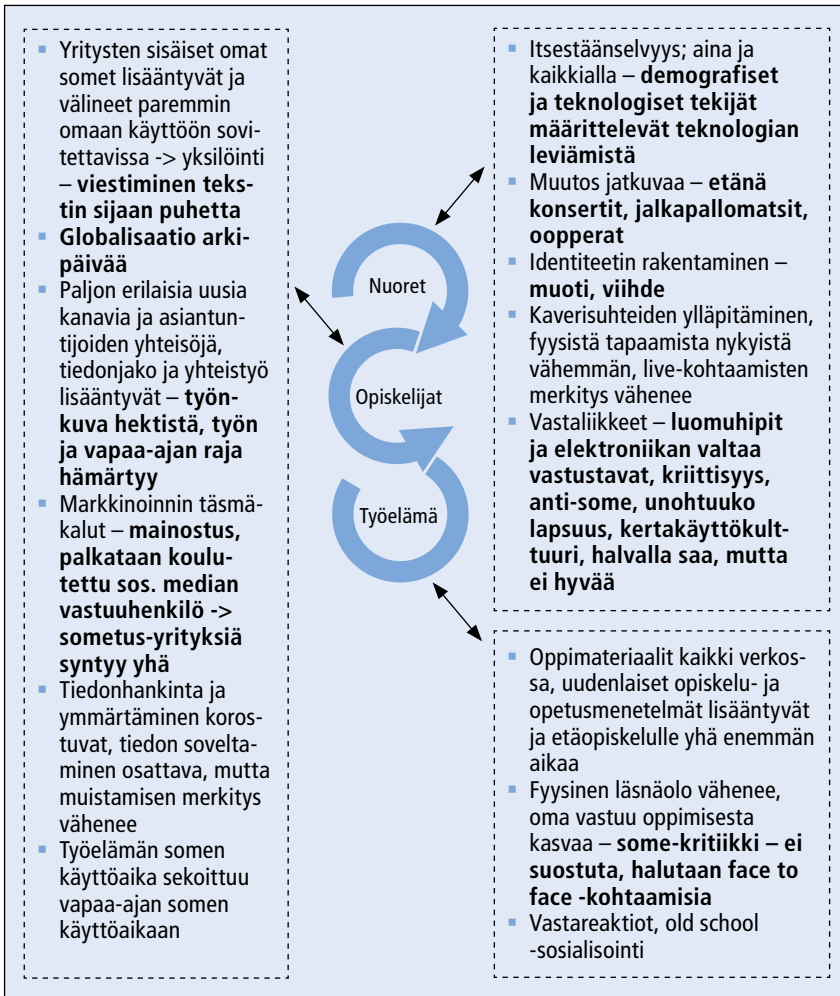 ▪ Yritysten sisäiset omat
somet lisääntyvät ja
välineet paremmin
omaan käyttöön sovi-
tettavissa -> yksilöinti
– viestiminen teks-
tin sijaan puhetta
▪ Globalisaatio arki-
päivää
▪ Paljon erilaisia uusia
kanavia ja asiantun-
tijoiden yhteisöjä,
tiedonjako ja yhteistyö
lisääntyvät – työn-
kuva hektistä, työn
ja vapaa-ajan raja
hämärtyy
▪ Markkinoinnin täsmä-
kalut – mainostus,
palkataan koulu-
tettu sos. median
vastuuhenkilö ->
sometus-yrityksiä
syntyy yhä
▪ Tiedonhankinta ja
ymmärtäminen koros-
tuvat, tiedon sovelta-
minen osattava, mutta
muistamisen merkitys
vähenee
▪ Työelämän somen
käyttöaika sekoittuu
vapaa-ajan somen
käyttöaikaan
Nuoret
Opiskelijat
Työelämä
▪ Itsestäänselvyys; aina ja
kaikkialla – demografiset
ja teknologiset tekijät
määrittelevät teknologian
leviämistä
▪ Muutos jatkuvaa – etänä
konsertit, jalkapallomatsit,
oopperat
▪ Identiteetin rakentaminen –
muoti, viihde
▪ Kaverisuhteiden ylläpitäminen,
fyysistä tapaamista nykyistä
vähemmän, live-kohtaamisten
merkitys vähenee
▪ Vastaliikkeet – luomuhipit
ja elektroniikan valtaa
vastustavat, kriittisyys,
anti-some, unohtuuko
lapsuus, kertakäyttökult-
tuuri, halvalla saa, mutta
ei hyvää
▪ Oppimateriaalit kaikki verkos-
sa, uudenlaiset opiskelu- ja
opetusmenetelmät lisääntyvät
ja etäopiskelulle yhä enemmän
aikaa
▪ Fyysinen läsnäolo vähenee,
oma vastuu oppimisesta
kasvaa – some-kritiikki – ei
suostuta, halutaan face to
face -kohtaamisia
▪ Vastareaktiot, old school
-sosialisointi